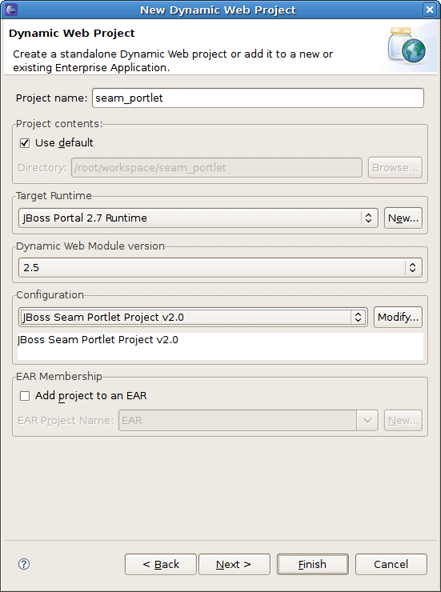 New Dynamic Web Project
Dynamic Web Project
Create a standalone Dynamic Web project or add it to a new or
existing Enterprise Application.
Project name: seam_portlet
Project contents:
Use default
Directory: /root/workspace/seam_portlet Browse...
Target Runtime
JBoss Portal 2.7 Runtime New...
Dynamic Web Module version
2.5
Configuration
JBoss Seam Portlet Project v2.0 Modify...
JBoss Seam Portlet Project v2.0
EAR Membership
Add project to an EAR
EAR Project Name: EAR New...
? < Back Next > Finish Cancel